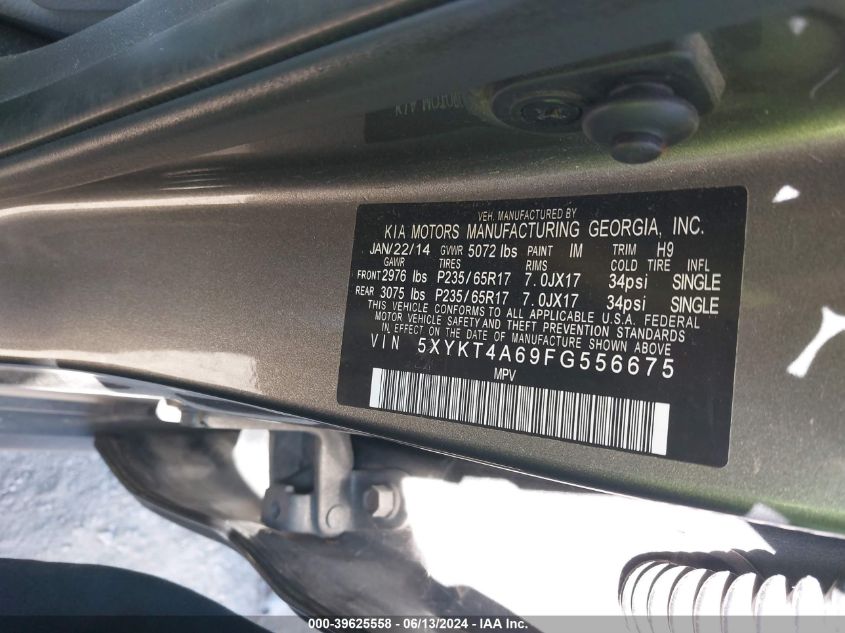 VEH. MANUFACTURED BY
KIA MOTORS MANUFACTURING GEORGIA, INC.
JAN/22/14 GVWR 5072 lbs PAINT IM TRIM H9
GAWR TIRES RIMS COLD TIRE INFL
FRONT 2976 lbs P235/65R17 7.0JX17 34psi SINGLE
REAR 3075 lbs P235/65R17 7.0JX17 34psi SINGLE
THIS VEHICLE CONFORMS TO ALL APPLICABLE U.S.A. FEDERAL
MOTOR VEHICLE SAFETY AND THEFT PREVENTION STANDARDS
IN EFFECT ON THE DATE OF MANUFACTURE SHOWN ABOVE
VIN 5XYKT4A69FG556675
MPV
000-39625558 - 06/13/2024 - IAA Inc.